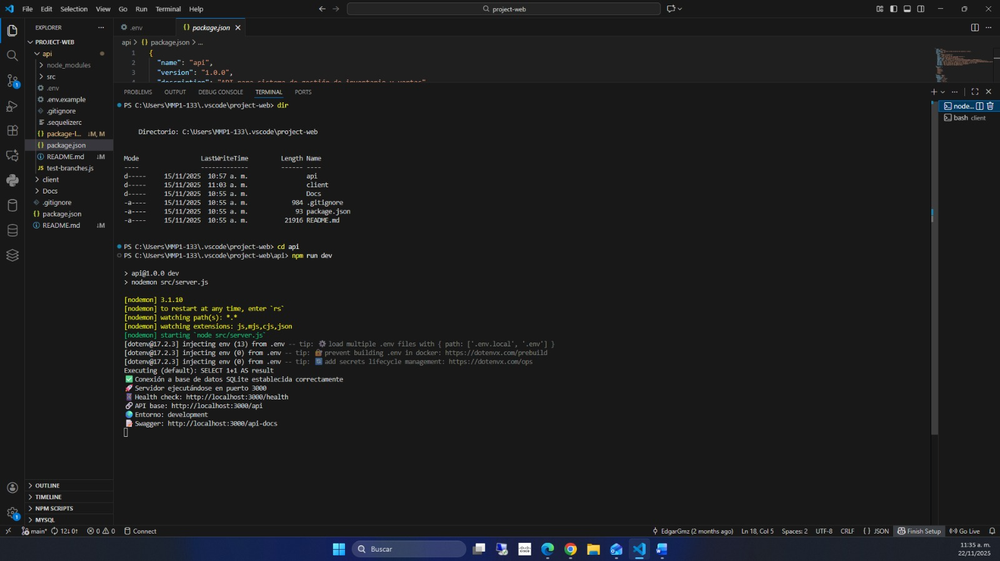 File Edit Selection View Go Run Terminal Help
project-web
EXPLORER
.env
package.json
PROJECT-WEB
api
node_modules
src
.env
.env.example
.gitignore
.sequelizerc
package-l... ↓M, M
package.json
README.md ↓M
test-branches.js
client
Docs
.gitignore
package.json
README.md ↓M
OUTLINE
TIMELINE
NPM SCRIPTS
MYSQL
api > {} package.json > ...
1 {
2 "name": "api",
3 "version": "1.0.0",
"description": "API para sistema de gestión de inventario y ventas"
PROBLEMS OUTPUT DEBUG CONSOLE TERMINAL PORTS
node...
bash client
PS C:\Users\MMP1-133\.vscode\project-web> dir
Directorio: C:\Users\MMP1-133\.vscode\project-web
Mode LastWriteTime Length Name
---- ------------- ------ ----
d----- 15/11/2025 10:57 a. m. api
d----- 15/11/2025 11:03 a. m. client
d----- 15/11/2025 10:55 a. m. Docs
-a---- 15/11/2025 10:55 a. m. 984 .gitignore
-a---- 15/11/2025 10:55 a. m. 93 package.json
-a---- 15/11/2025 10:55 a. m. 21916 README.md
PS C:\Users\MMP1-133\.vscode\project-web> cd api
PS C:\Users\MMP1-133\.vscode\project-web\api> npm run dev
> api@1.0.0 dev
> nodemon src/server.js
[nodemon] 3.1.10
[nodemon] to restart at any time, enter `rs`
[nodemon] watching path(s): *.*
[nodemon] watching extensions: js,mjs,cjs,json
[nodemon] starting `node src/server.js`
[dotenv@17.2.3] injecting env (13) from .env -- tip: ⚙️ load multiple .env files with { path: ['.env.local', '.env'] }
[dotenv@17.2.3] injecting env (0) from .env -- tip: 🔐 prevent building .env in docker: https://dotenvx.com/prebuild
[dotenv@17.2.3] injecting env (0) from .env -- tip: 🔄 add secrets lifecycle management: https://dotenvx.com/ops
Executing (default): SELECT 1+1 AS result
✅ Conexión a base de datos SQLite establecida correctamente
🚀 Servidor ejecutándose en puerto 3000
Health check: http://localhost:3000/health
🔗 API base: http://localhost:3000/api
🌍 Entorno: development
📝 Swagger: http://localhost:3000/api-docs
main* 12↓ 0↑ 0 0 Connect
EdgarGmz (2 months ago) Ln 18, Col 5 Spaces: 2 UTF-8 CRLF {} JSON Finish Setup Go Live
Buscar
CISCO
11:35 a. m.
22/11/2025